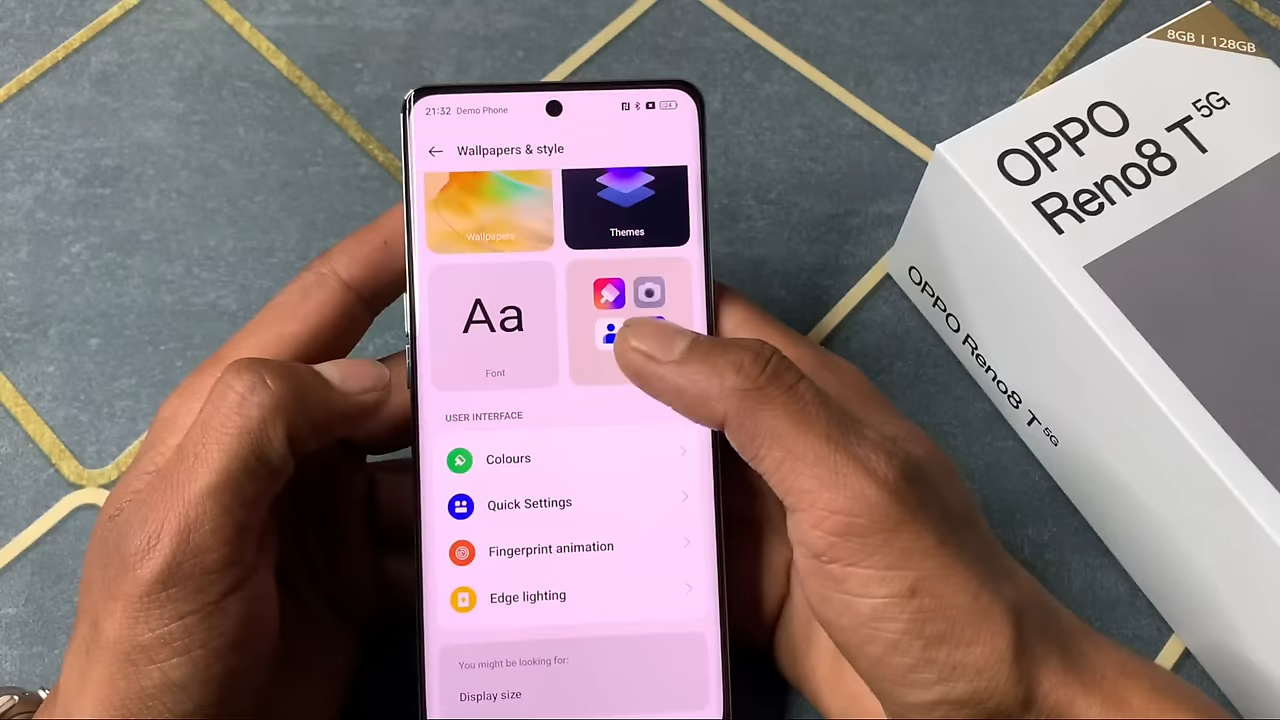 21:32 Demo Phone
24
Wallpapers & style
Wallpapers
Themes
Aa
Font
USER INTERFACE
Colours
Quick Settings
Fingerprint animation
Edge lighting
You might be looking for:
Display size
8GB | 128GB
OPPO
Reno8 T 5G
OPPO Reno8 T 5G